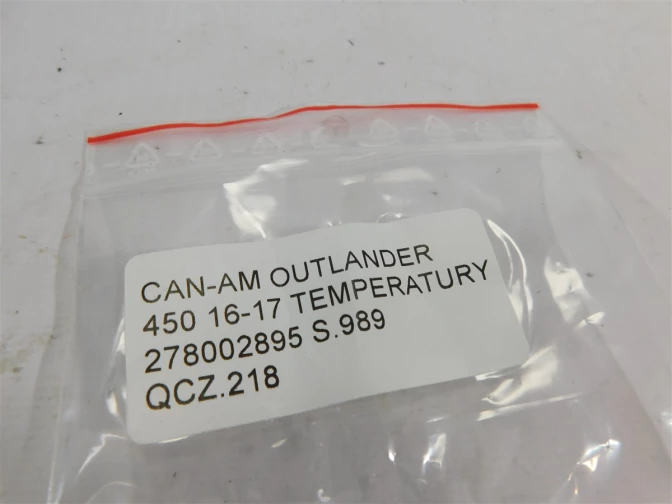 CAN-AM OUTLANDER
450 16-17 TEMPERATURY
278002895 S.989
QCZ.218